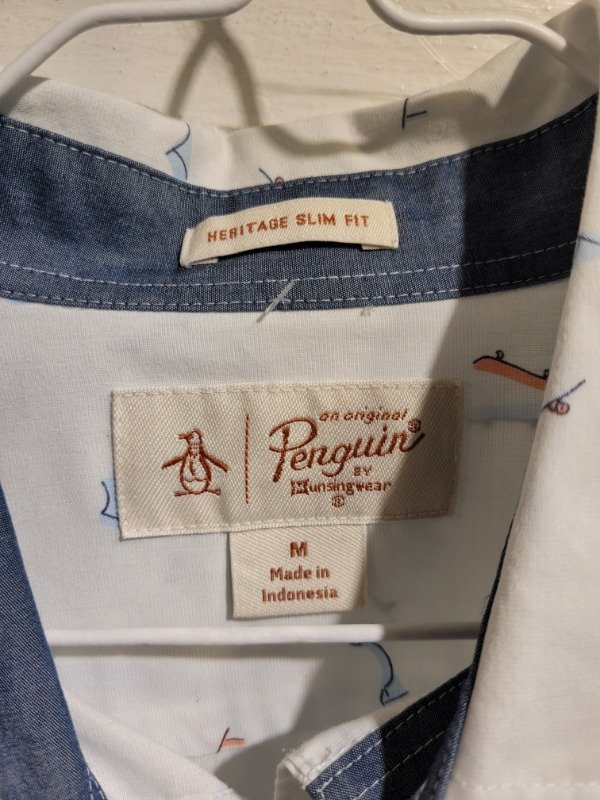 HERITAGE SLIM FIT
an original
Penguin®
BY
Munsingwear
®
M
Made in
Indonesia